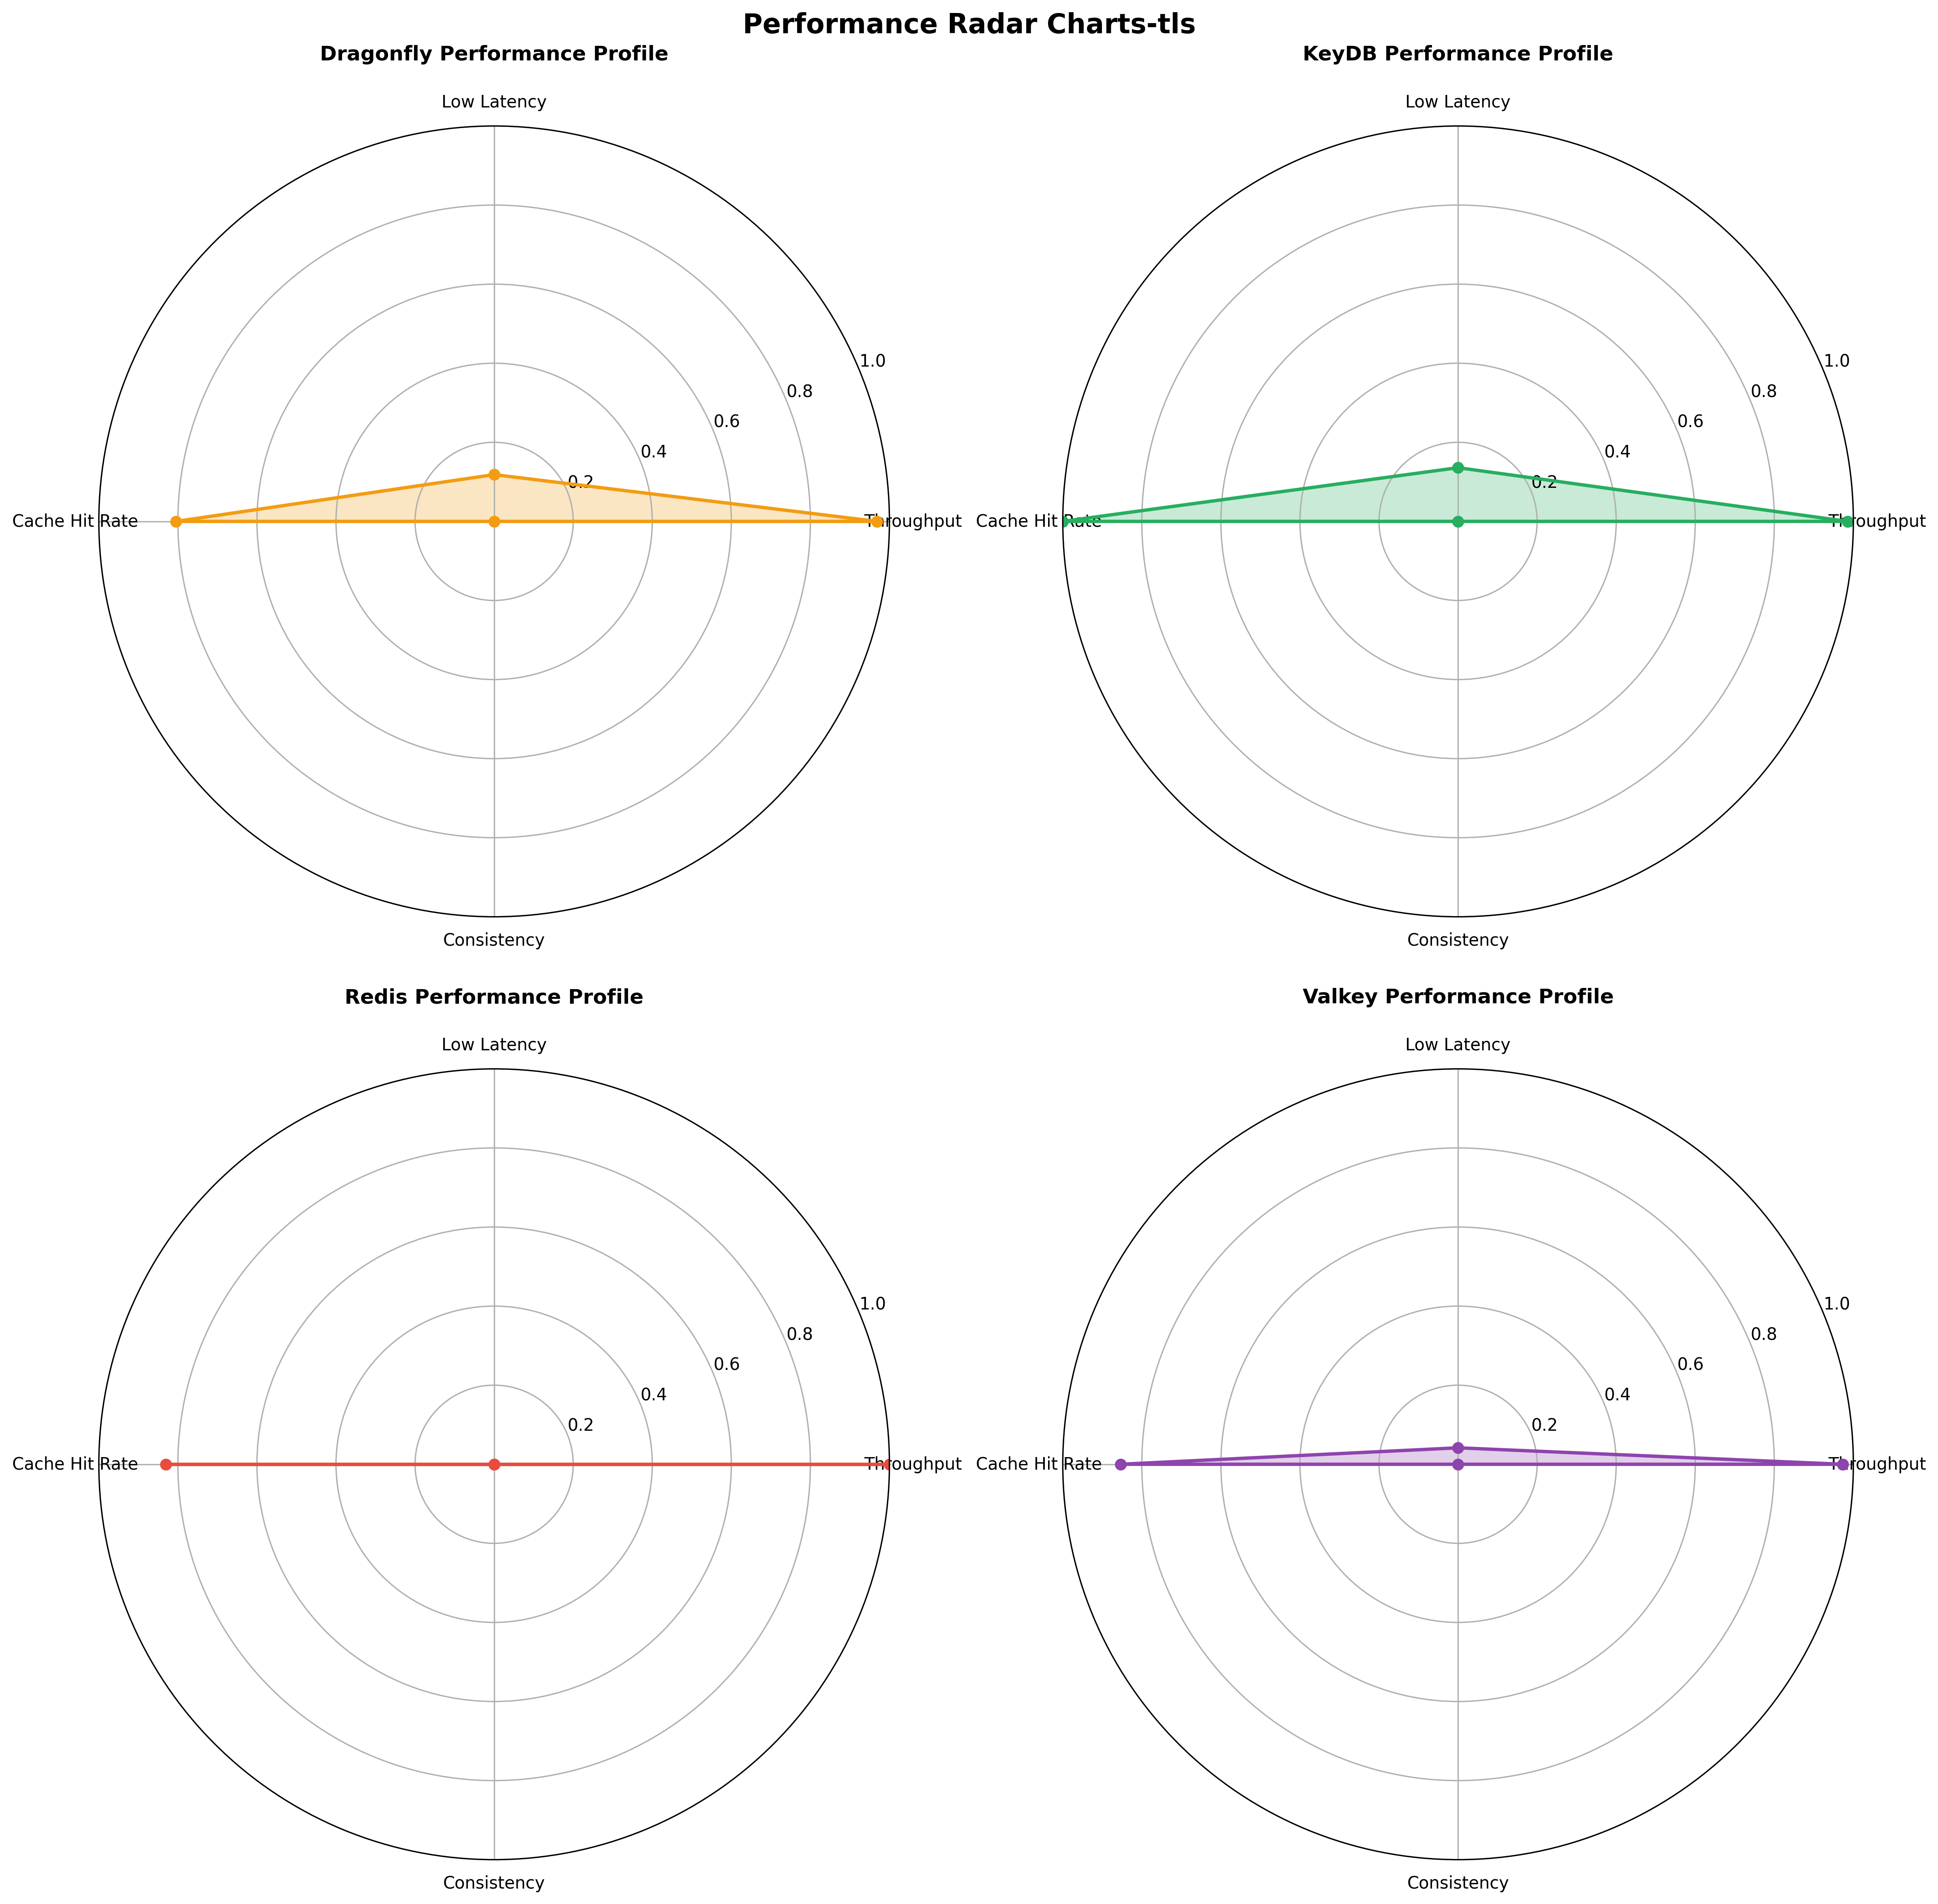 Performance Radar Charts-tls
Dragonfly Performance Profile
Low Latency
1.0
0.8
0.6
0.4
0.2
Cache Hit Rate
Throughput
Consistency
KeyDB Performance Profile
Low Latency
1.0
0.8
0.6
0.4
0.2
Cache Hit Rate
Throughput
Consistency
Redis Performance Profile
Low Latency
1.0
0.8
0.6
0.4
0.2
Cache Hit Rate
Throughput
Consistency
Valkey Performance Profile
Low Latency
1.0
0.8
0.6
0.4
0.2
Cache Hit Rate
Throughput
Consistency